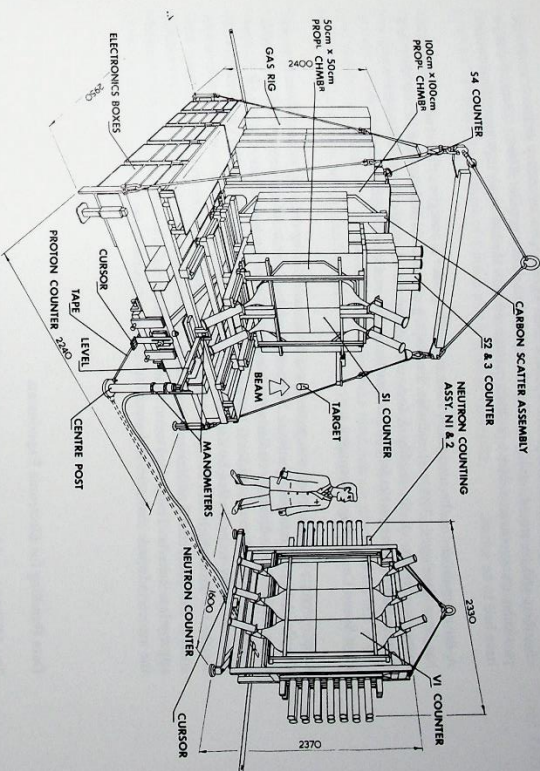 S4 COUNTER
100cm x 100cm
PROPL CHMBR
50cm x 50cm
PROPL CHMBR
GAS RIG
2400
ELECTRONICS BOXES
2950
CARBON SCATTER ASSEMBLY
S2 & 3 COUNTER
S1 COUNTER
TARGET
BEAM
MANOMETERS
CENTRE POST
LEVEL
TAPE
CURSOR
PROTON COUNTER
2240
NEUTRON COUNTING
ASSY. N1 & 2
2330
V1 COUNTER
2370
CURSOR
1600
NEUTRON COUNTER